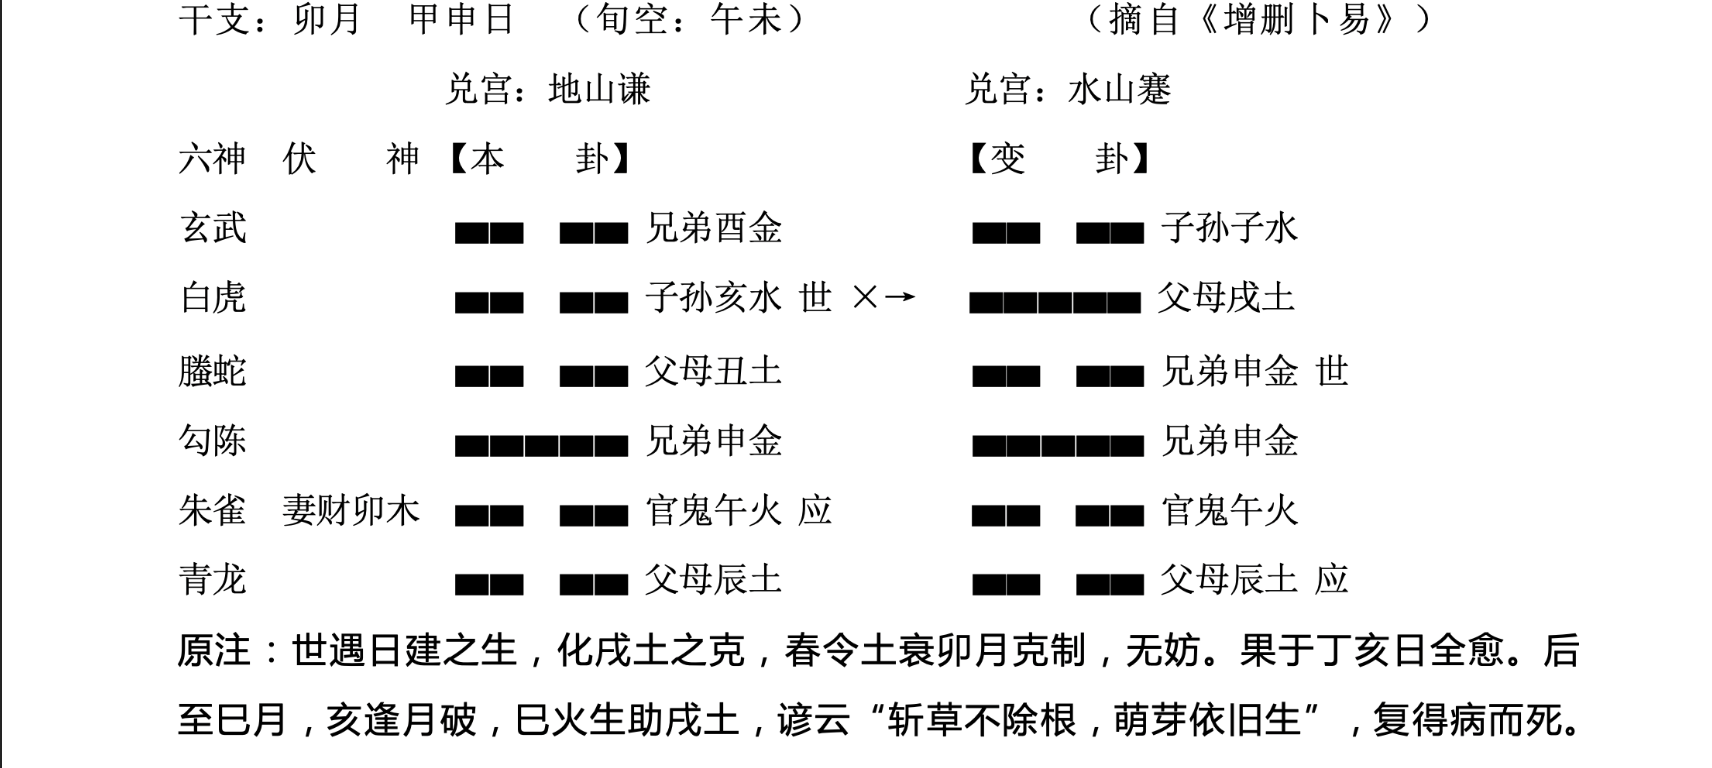 干支：卯月 甲申日 （旬空：午未） （摘自《增删卜易》）
兑宫：地山谦 兑宫：水山蹇
六神 伏 神 【本 卦】 【变 卦】
玄武 兄弟酉金 子孙子水
白虎 子孙亥水 世 ×→ 父母戌土
螣蛇 父母丑土 兄弟申金 世
勾陈 兄弟申金 兄弟申金
朱雀 妻财卯木 官鬼午火 应 官鬼午火
青龙 父母辰土 父母辰土 应
原注：世遇日建之生，化戌土之克，春令土衰卯月克制，无妨。果于丁亥日全愈。后
至巳月，亥逢月破，巳火生助戌土，谚云“斩草不除根，萌芽依旧生”，复得病而死。